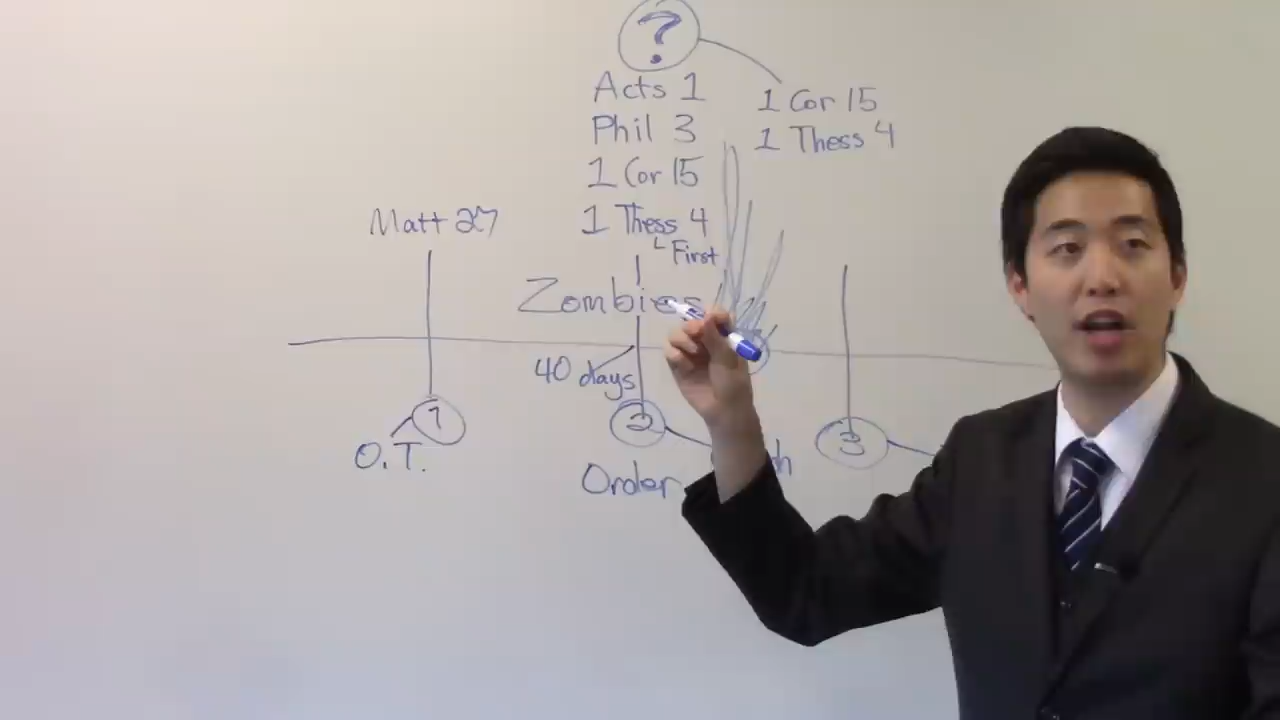 ?
Acts 1
Phil 3
1 Cor 15
1 Thess 4
First
1 Cor 15
1 Thess 4
Matt 27
Zombies
40 days
1
O.T.
2
Order
3